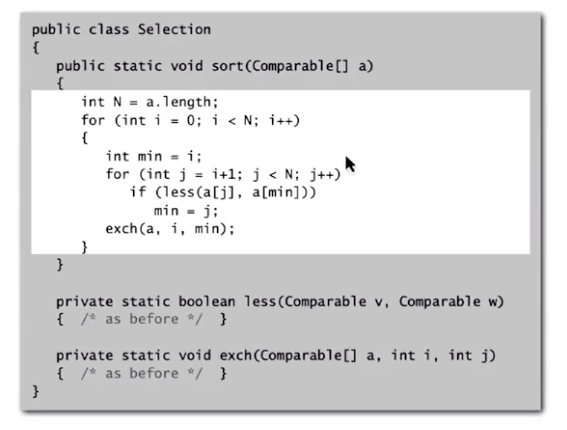 public class Selection
{
public static void sort(Comparable[] a)
{
int N = a.length;
for (int i = 0; i < N; i++)
{
int min = i;
for (int j = i+1; j < N; j++)
if (less(a[j], a[min]))
min = j;
exch(a, i, min);
}
}
private static boolean less(Comparable v, Comparable w)
{ /* as before */ }
private static void exch(Comparable[] a, int i, int j)
{ /* as before */ }
}